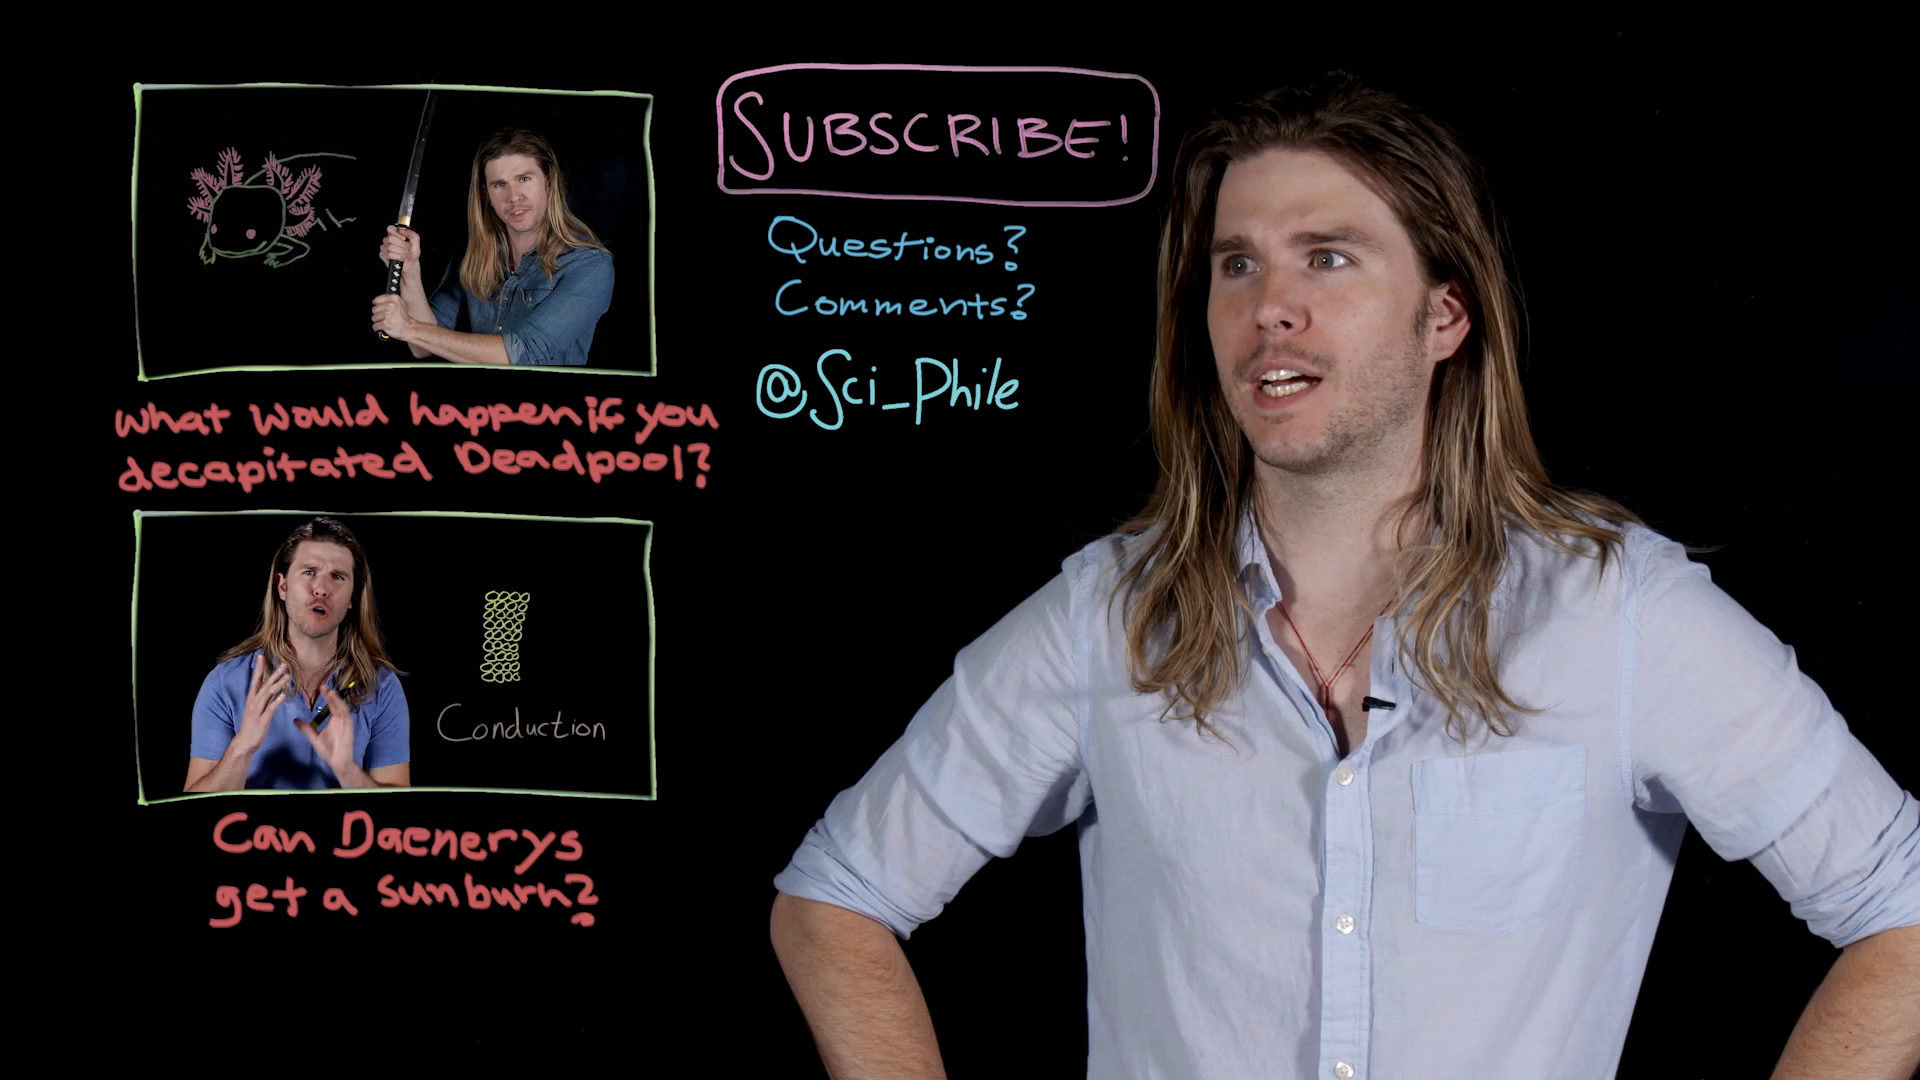 SUBSCRIBE!
Questions?
Comments?
@Sci_Phile
what would happen if you
decapitated Deadpool?
Conduction
Can Daenerys
get a sunburn?